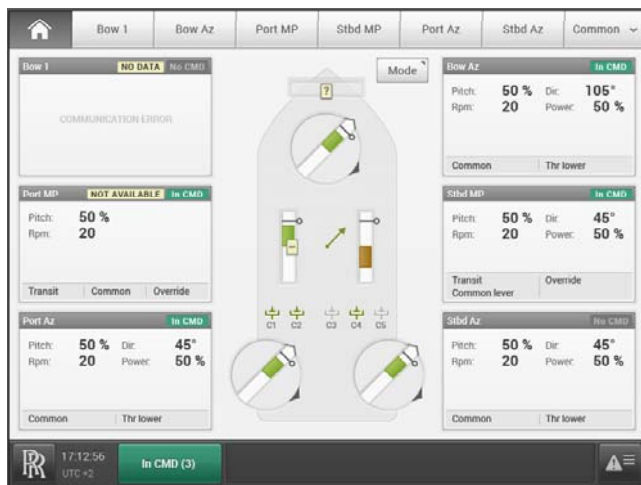 Bow 1 Bow Az Port MP Stbd MP Port Az Stbd Az Common
Bow 1 NO DATA No CMD
COMMUNICATION ERROR
Port MP NOT AVAILABLE In CMD
Pitch: 50 %
Rpm: 20
Transit Common Override
Port Az In CMD
Pitch: 50 % Dir: 45°
Rpm: 20 Power: 50 %
Common Thr lower
Mode
?
C1 C2 C3 C4 C5
Bow Az In CMD
Pitch: 50 % Dir: 105°
Rpm: 20 Power: 50 %
Common Thr lower
Stbd MP In CMD
Pitch: 50 % Dir: 45°
Rpm: 20 Power: 50 %
Transit Override
Common lever
Stbd Az No CMD
Pitch: 50 % Dir: 45°
Rpm: 20 Power: 50 %
Common Thr lower
RR
17:12:56
UTC +2
In CMD (3)